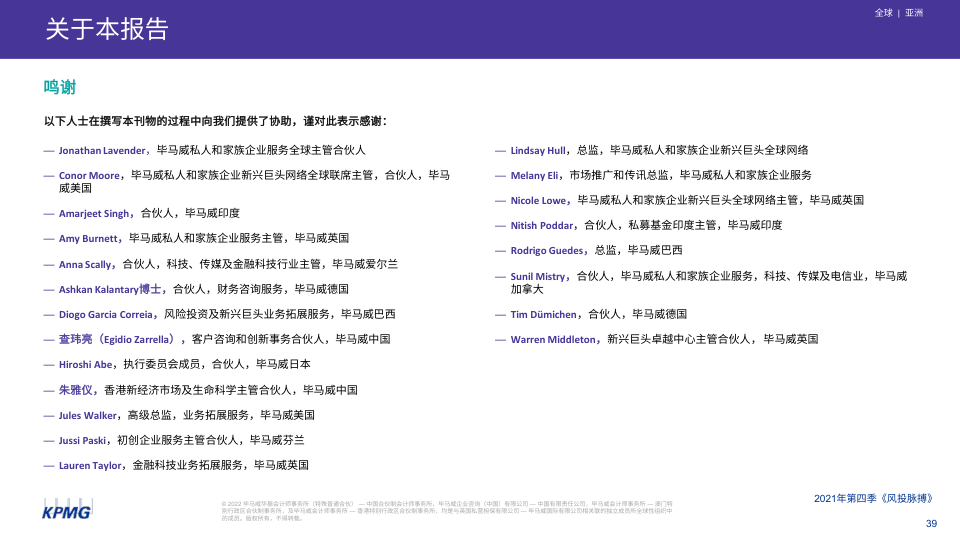 关于本报告
全球 | 亚洲
鸣谢
以下人士在撰写本刊物的过程中向我们提供了协助，谨对此表示感谢：
— Jonathan Lavender，毕马威私人和家族企业服务全球主管合伙人
— Conor Moore，毕马威私人和家族企业新兴巨头网络全球联席主管，合伙人，毕马
威美国
— Amarjeet Singh，合伙人，毕马威印度
— Amy Burnett，毕马威私人和家族企业服务主管，毕马威英国
— Anna Scally，合伙人，科技、传媒及金融科技行业主管，毕马威爱尔兰
— Ashkan Kalantary博士，合伙人，财务咨询服务，毕马威德国
— Diogo Garcia Correia，风险投资及新兴巨头业务拓展服务，毕马威巴西
— 查玮亮（Egidio Zarrella），客户咨询和创新事务合伙人，毕马威中国
— Hiroshi Abe，执行委员会成员，合伙人，毕马威日本
— 朱雅仪，香港新经济市场及生命科学主管合伙人，毕马威中国
— Jules Walker，高级总监，业务拓展服务，毕马威美国
— Jussi Paski，初创企业服务主管合伙人，毕马威芬兰
— Lauren Taylor，金融科技业务拓展服务，毕马威英国
— Lindsay Hull，总监，毕马威私人和家族企业新兴巨头全球网络
— Melany Eli，市场推广和传讯总监，毕马威私人和家族企业服务
— Nicole Lowe，毕马威私人和家族企业新兴巨头全球网络主管，毕马威英国
— Nitish Poddar，合伙人，私募基金印度主管，毕马威印度
— Rodrigo Guedes，总监，毕马威巴西
— Sunil Mistry，合伙人，毕马威私人和家族企业服务，科技、传媒及电信业，毕马威
加拿大
— Tim Dümichen，合伙人，毕马威德国
— Warren Middleton，新兴巨头卓越中心主管合伙人， 毕马威英国
KPMG
© 2022 毕马威华振会计师事务所（特殊普通合伙） — 中国合伙制会计师事务所，毕马威企业咨询（中国）有限公司 — 中国有限责任公司，毕马威会计师事务所 — 澳门特
别行政区合伙制事务所，及毕马威会计师事务所 — 香港特别行政区合伙制事务所，均是与英国私营担保有限公司 — 毕马威国际有限公司相关联的独立成员所全球性组织中
的成员。版权所有，不得转载。
2021年第四季《风投脉搏》
39